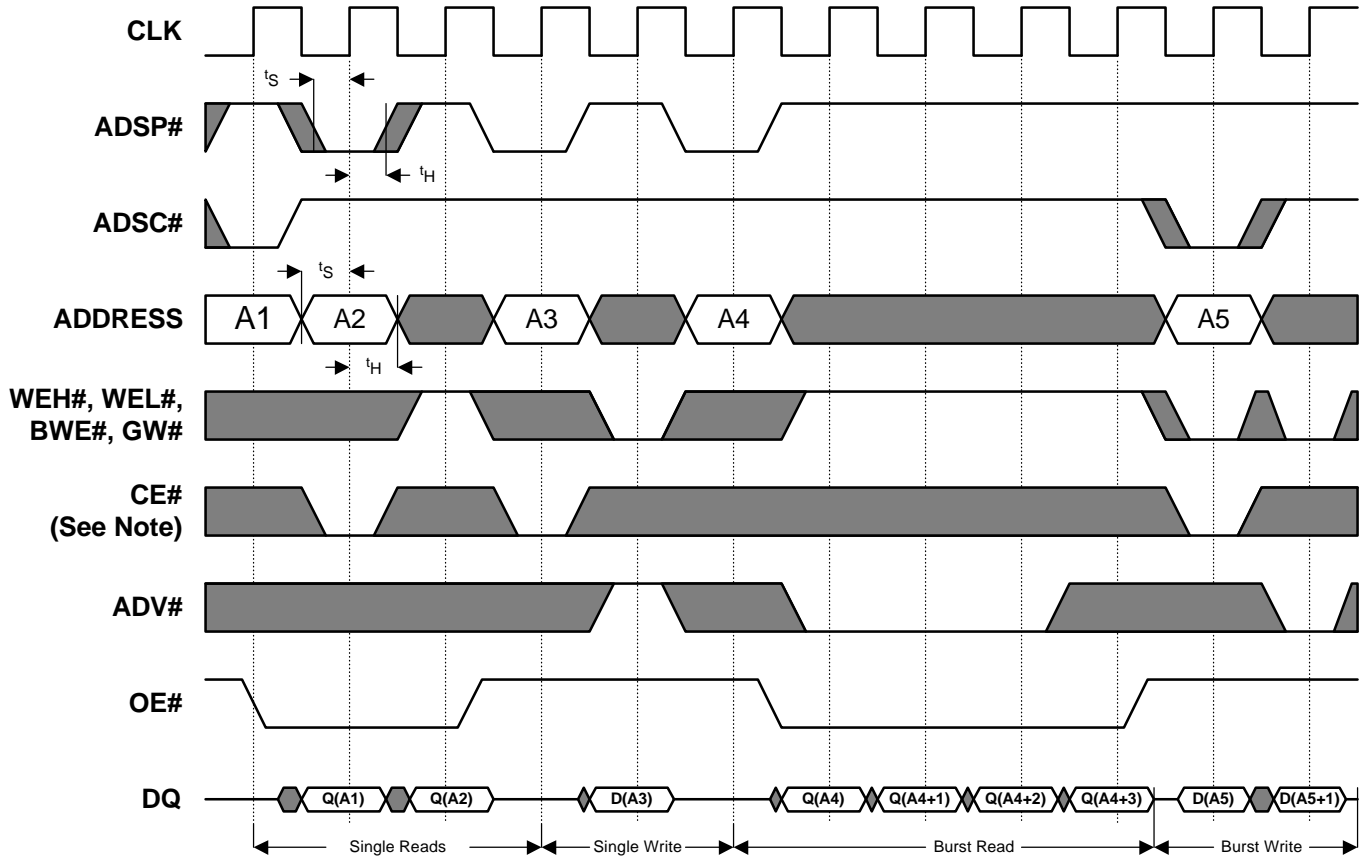 CLK
tS
ADSP#
tH
ADSC#
tS
ADDRESS
A1
A2
A3
A4
A5
tH
WEH#, WEL#,
BWE#, GW#
CE#
(See Note)
ADV#
OE#
DQ
Q(A1)
Q(A2)
D(A3)
Q(A4)
Q(A4+1)
Q(A4+2)
Q(A4+3)
D(A5)
D(A5+1)
Single Reads
Single Write
Burst Read
Burst Write